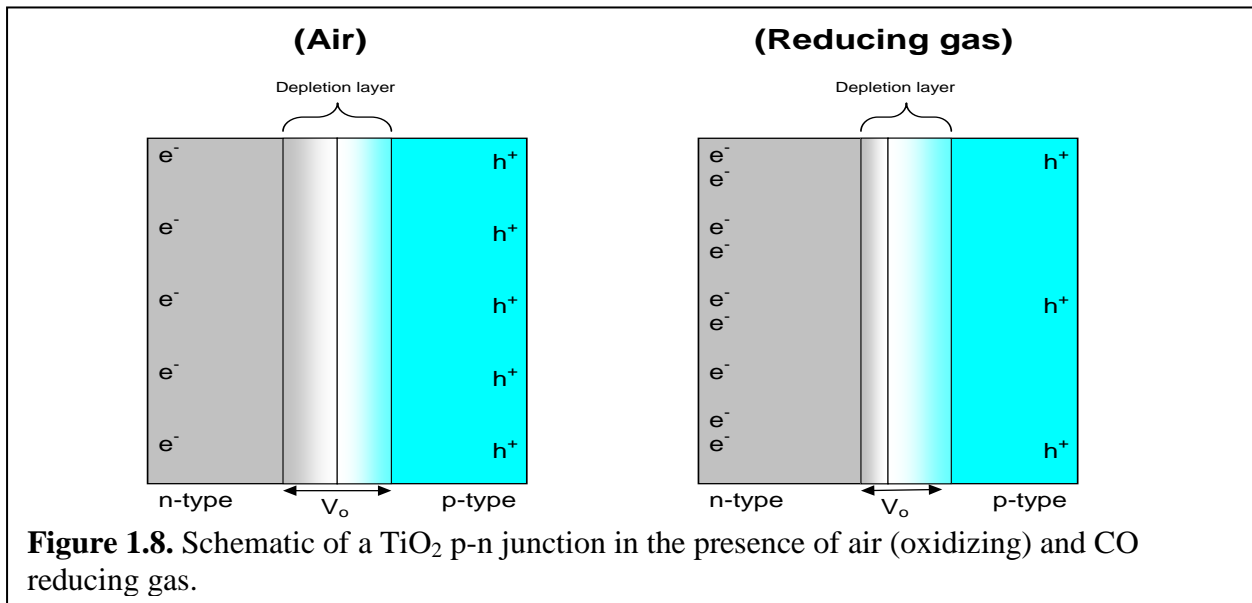 (Air)
(Reducing gas)
Depletion layer
Depletion layer
e⁻
h⁺
e⁻
h⁺
e⁻
h⁺
e⁻
h⁺
e⁻
h⁺
n-type
Vₒ
p-type
e⁻
e⁻
h⁺
e⁻
e⁻
e⁻
e⁻
h⁺
e⁻
e⁻
e⁻
h⁺
n-type
Vₒ
p-type
Figure 1.8. Schematic of a TiO₂ p-n junction in the presence of air (oxidizing) and CO
reducing gas.